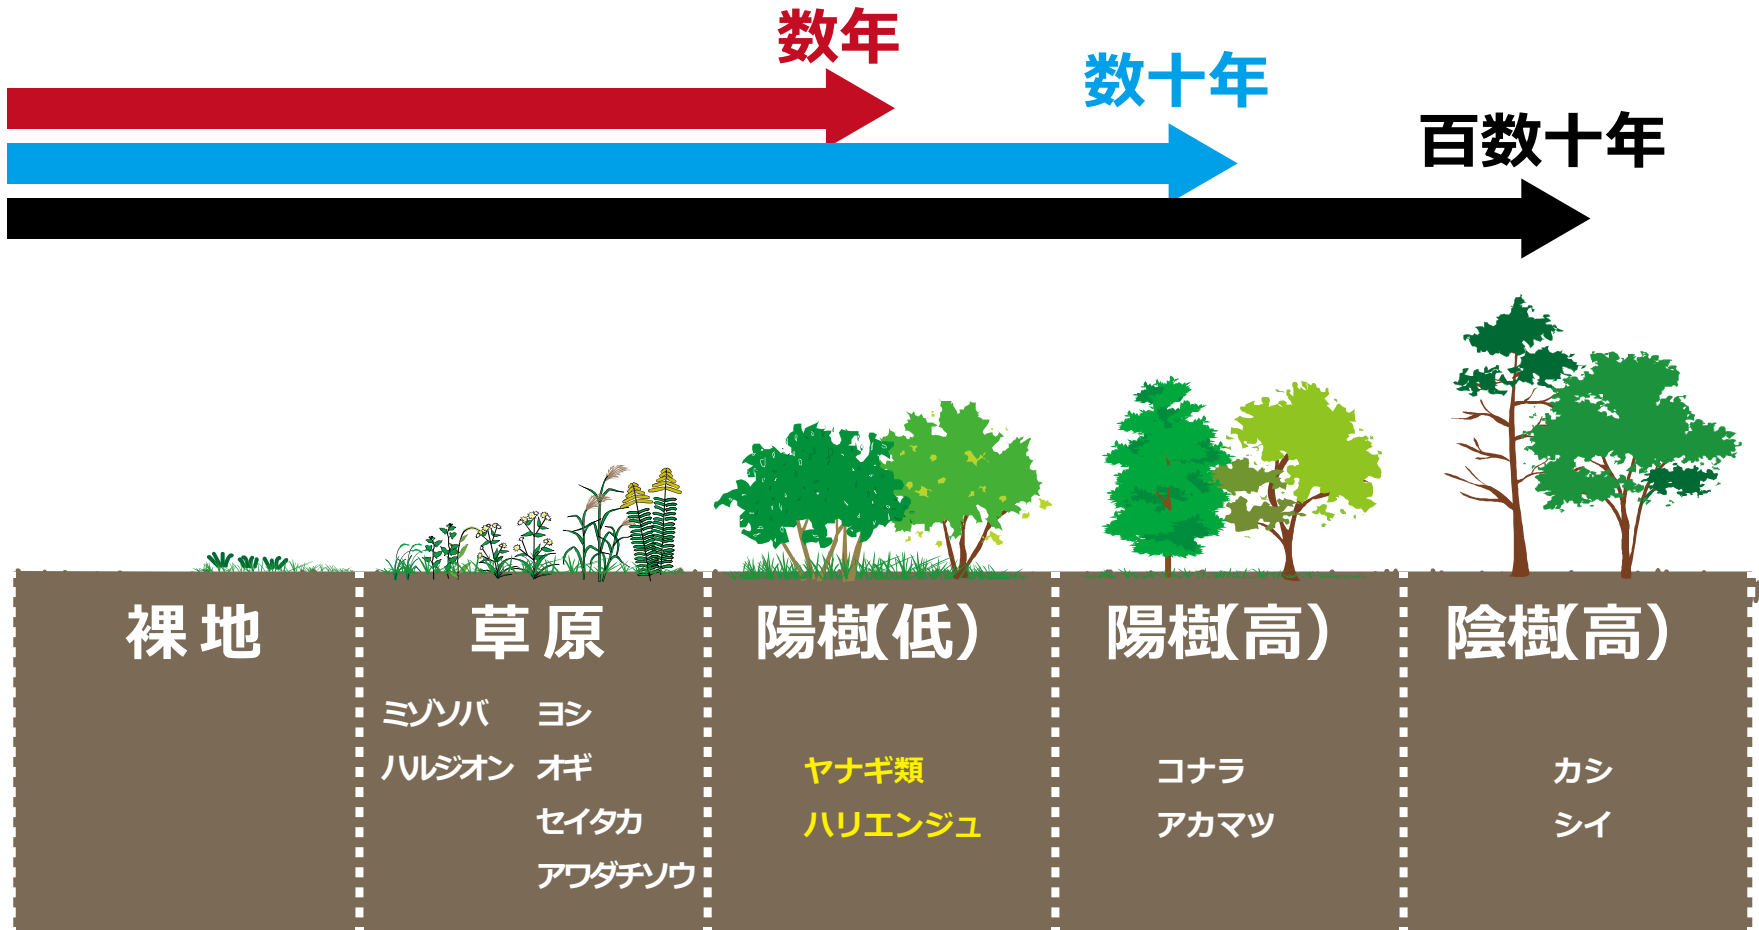 数年
数十年
百数十年
裸地
草原
陽樹(低)
陽樹(高)
陰樹(高)
ミゾソバ
ハルジオン
ヨシ
オギ
セイタカ
アワダチソウ
ヤナギ類
ハリエンジュ
コナラ
アカマツ
カシ
シイ